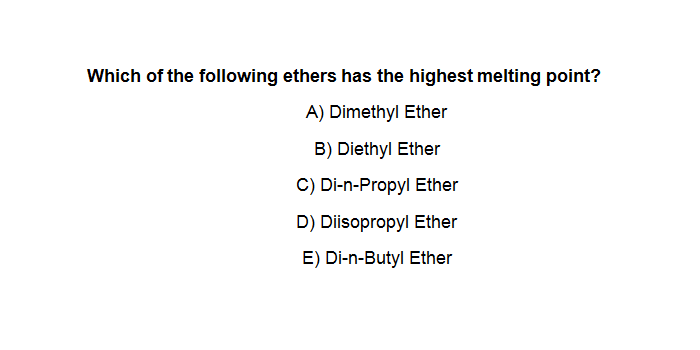 Which of the following ethers has the highest melting point?
A) Dimethyl Ether
B) Diethyl Ether
C) Di-n-Propyl Ether
D) Diisopropyl Ether
E) Di-n-Butyl Ether